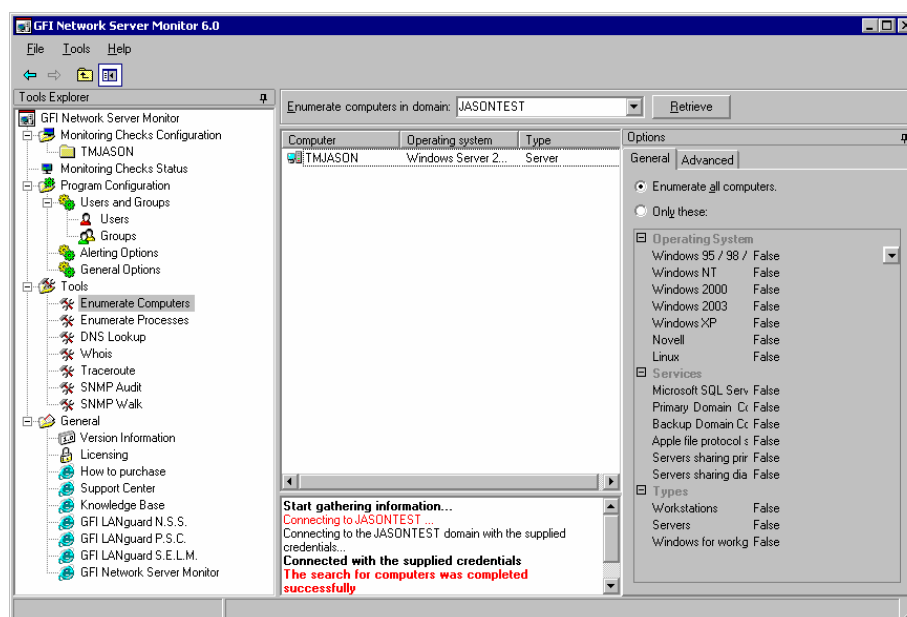 GFI Network Server Monitor 6.0
File Tools Help
Tools Explorer
GFI Network Server Monitor
Monitoring Checks Configuration
TMJASON
Monitoring Checks Status
Program Configuration
Users and Groups
Users
Groups
Alerting Options
General Options
Tools
Enumerate Computers
Enumerate Processes
DNS Lookup
Whois
Traceroute
SNMP Audit
SNMP Walk
General
Version Information
Licensing
How to purchase
Support Center
Knowledge Base
GFI LANguard N.S.S.
GFI LANguard P.S.C.
GFI LANguard S.E.L.M.
GFI Network Server Monitor
Enumerate computers in domain: JASONTEST Retrieve
Computer Operating system Type
TMJASON Windows Server 2... Server
Start gathering information...
Connecting to JASONTEST ...
Connecting to the JASONTEST domain with the supplied
credentials...
Connected with the supplied credentials
The search for computers was completed
successfully
Options
General Advanced
Enumerate all computers.
Only these:
Operating System
Windows 95 / 98 / False
Windows NT False
Windows 2000 False
Windows 2003 False
Windows XP False
Novell False
Linux False
Services
Microsoft SQL Serv False
Primary Domain Cc False
Backup Domain Cc False
Apple file protocol s False
Servers sharing prir False
Servers sharing dia False
Types
Workstations False
Servers False
Windows for workg False